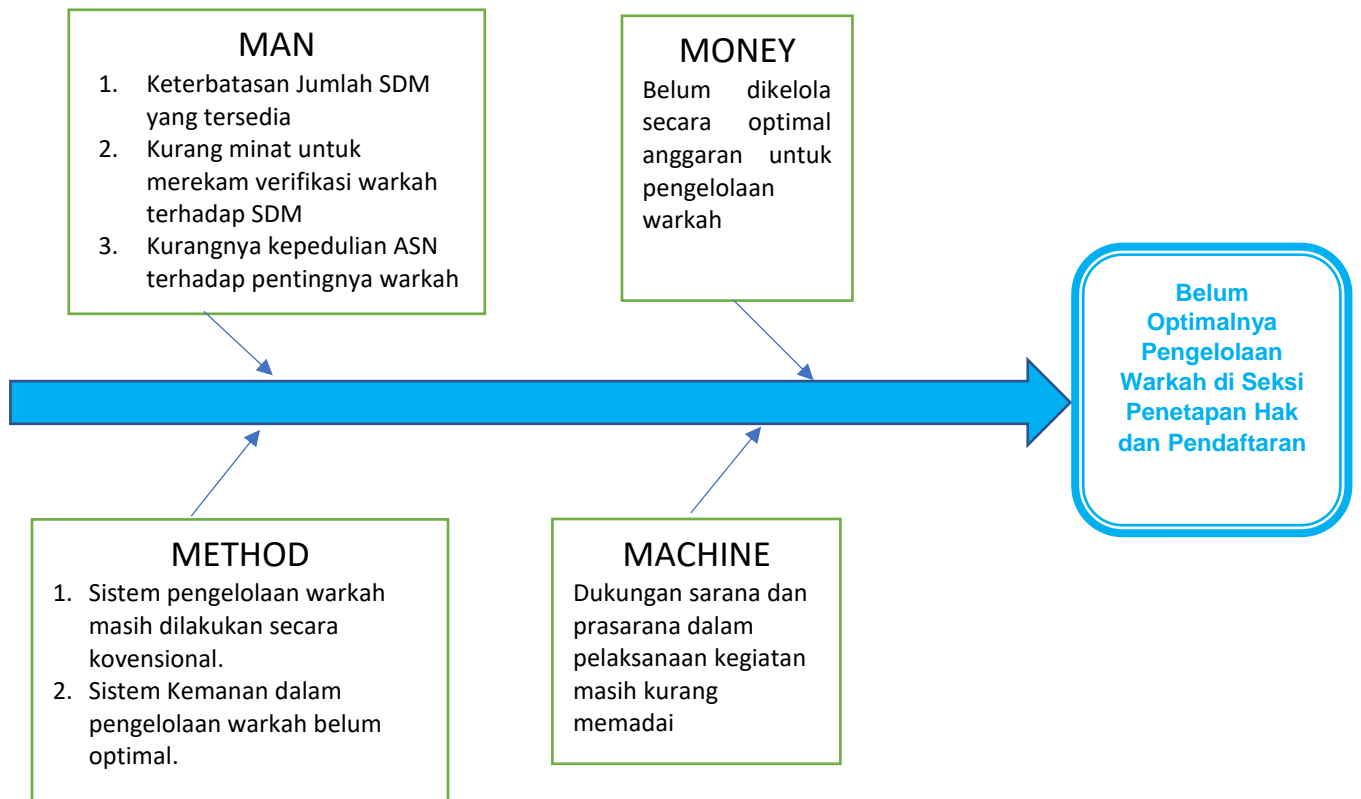 MAN
1. Keterbatasan Jumlah SDM
yang tersedia
2. Kurang minat untuk
merekam verifikasi warkah
terhadap SDM
3. Kurangnya kepedulian ASN
terhadap pentingnya warkah
MONEY
Belum dikelola
secara optimal
anggaran untuk
pengelolaan
warkah
Belum
Optimalnya
Pengelolaan
Warkah di Seksi
Penetapan Hak
dan Pendaftaran
METHOD
1. Sistem pengelolaan warkah
masih dilakukan secara
kovensional.
2. Sistem Kemanan dalam
pengelolaan warkah belum
optimal.
MACHINE
Dukungan sarana dan
prasarana dalam
pelaksanaan kegiatan
masih kurang
memadai